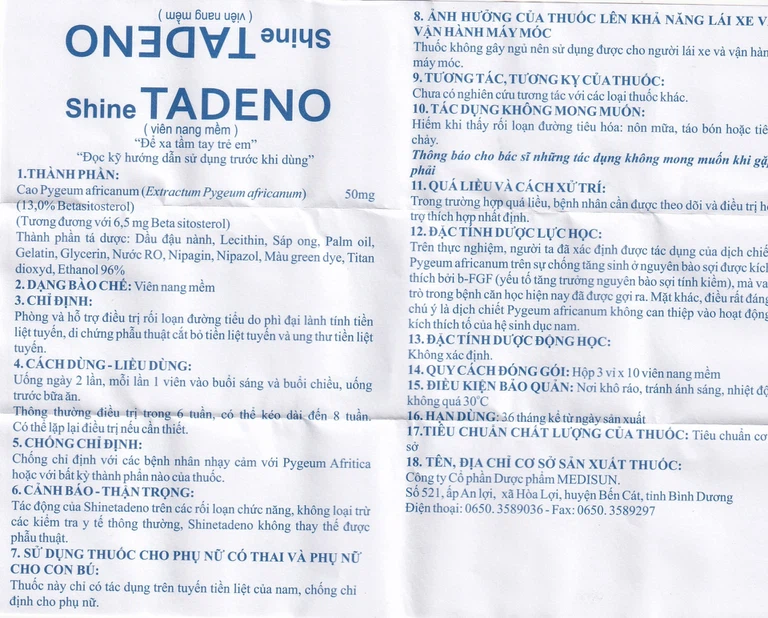 Shine TADENO
( viên nang mềm )
Shine TADENO
( viên nang mềm )
“Để xa tầm tay trẻ em”
“Đọc kỹ hướng dẫn sử dụng trước khi dùng”
1.THÀNH PHẦN:
Cao Pygeum africanum (Extractum Pygeum africanum) 50mg
(13,0% Betasitosterol)
(Tương đương với 6,5 mg Beta sitosterol)
Thành phần tá dược: Dầu đậu nành, Lecithin, Sáp ong, Palm oil,
Gelatin, Glycerin, Nước RO, Nipagin, Nipazol, Màu green dye, Titan
dioxyd, Ethanol 96%
2. DẠNG BÀO CHẾ: Viên nang mềm
3. CHỈ ĐỊNH:
Phòng và hỗ trợ điều trị rối loạn đường tiểu do phì đại lành tính tiền
liệt tuyến, di chứng phẫu thuật cắt bỏ tiền liệt tuyến và ung thư tiền liệt
tuyến.
4. CÁCH DÙNG - LIỀU DÙNG:
Uống ngày 2 lần, mỗi lần 1 viên vào buổi sáng và buổi chiều, uống
trước bữa ăn.
Thông thường điều trị trong 6 tuần, có thể kéo dài đến 8 tuần.
Có thể lặp lại điều trị nếu cần thiết.
5. CHỐNG CHỈ ĐỊNH:
Chống chỉ định với các bệnh nhân nhạy cảm với Pygeum Afritica
hoặc với bất kỳ thành phần nào của thuốc.
6. CẢNH BÁO - THẬN TRỌNG:
Tác động của Shinetadeno trên các rối loạn chức năng, không loại trừ
các kiểm tra y tế thông thường, Shinetadeno không thay thế được
phẫu thuật.
7. SỬ DỤNG THUỐC CHO PHỤ NỮ CÓ THAI VÀ PHỤ NỮ
CHO CON BÚ:
Thuốc này chỉ có tác dụng trên tuyến tiền liệt của nam, chống chỉ
định cho phụ nữ.
8. ẢNH HƯỞNG CỦA THUỐC LÊN KHẢ NĂNG LÁI XE V
VẬN HÀNH MÁY MÓC
Thuốc không gây ngủ nên sử dụng được cho người lái xe và vận hàn
máy móc.
9. TƯƠNG TÁC, TƯƠNG KỴ CỦA THUỐC:
Chưa có nghiên cứu tương tác với các loại thuốc khác.
10. TÁC DỤNG KHÔNG MONG MUỐN:
Hiếm khi thấy rối loạn đường tiêu hóa: nôn mữa, táo bón hoặc tiê
chảy.
Thông báo cho bác sĩ những tác dụng không mong muốn khi gặ
phải
11. QUÁ LIỀU VÀ CÁCH XỬ TRÍ:
Trong trường hợp quá liều, bệnh nhân cần được theo dõi và điều trị h
trợ thích hợp nhất định.
12. ĐẶC TÍNH DƯỢC LỰC HỌC:
Trên thực nghiệm, người ta đã xác định được tác dụng của dịch chiế
Pygeum africanum trên sự chống tăng sinh ở nguyên bào sợi được kích
thích bởi b-FGF (yếu tố tăng trưởng nguyên bào sợi tính kiềm), mà va
trò trong bệnh căn học hiện nay đã được gợi ra. Mặt khác, điều rất đáng
chú ý là dịch chiết Pygeum africanum không can thiệp vào hoạt động
kích thích tố của hệ sinh dục nam.
13. ĐẶC TÍNH DƯỢC ĐỘNG HỌC:
Không xác định.
14. QUY CÁCH ĐÓNG GÓI: Hộp 3 vỉ x 10 viên nang mềm
15. ĐIỀU KIỆN BẢO QUẢN: Nơi khô ráo, tránh ánh sáng, nhiệt độ
không quá 30°C
16. HẠN DÙNG: 36 tháng kể từ ngày sản xuất
17.TIÊU CHUẨN CHẤT LƯỢNG CỦA THUỐC: Tiêu chuẩn cơ
sở
18. TÊN, ĐỊA CHỈ CƠ SỞ SẢN XUẤT THUỐC:
Công ty Cổ phần Dược phẩm MEDISUN.
Số 521, ấp An lợi, xã Hòa Lợi, huyện Bến Cát, tỉnh Bình Dương
Điện thoại: 0650. 3589036 - Fax: 0650. 3589297